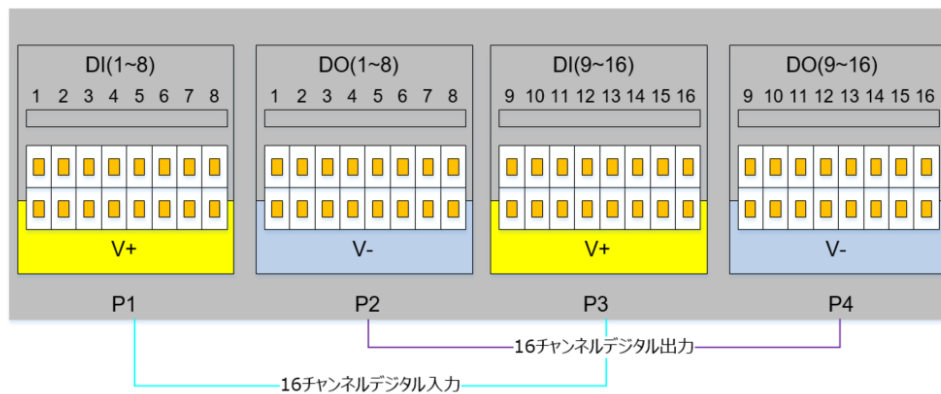 DI(1~8)
1 2 3 4 5 6 7 8
V+
P1
DO(1~8)
1 2 3 4 5 6 7 8
V-
P2
DI(9~16)
9 10 11 12 13 14 15 16
V+
P3
DO(9~16)
9 10 11 12 13 14 15 16
V-
P4
16チャンネルデジタル出力
16チャンネルデジタル入力